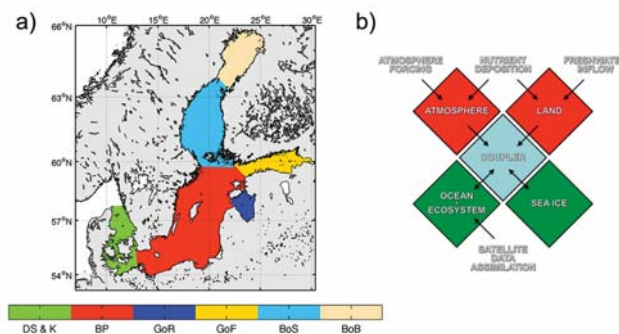 a)
10°E 15°E 20°E 25°E 30°E
66°N
63°N
60°N
57°N
54°N
DS & K BP GoR GoF BoS BoB
b)
ATMOSPHERE
FORCING
NUTRIENT
DEPOSITION
FRESHWATER
INFLOW
ATMOSPHERE
LAND
COUPLER
OCEAN
ECOSYSTEM
SEA ICE
SATELLITE
DATA
ASSIMILATION